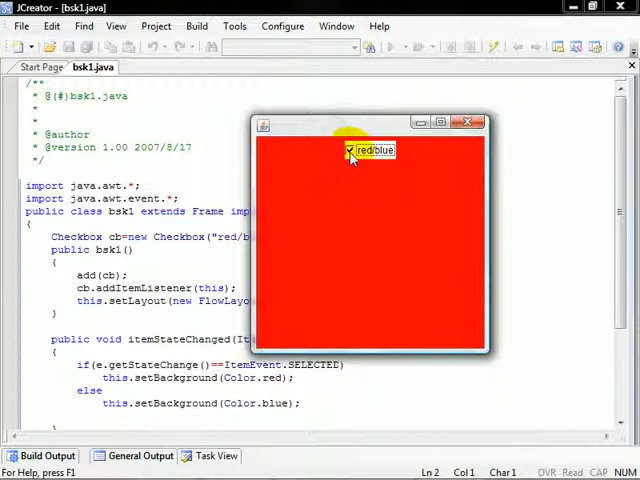 JCreator - [bsk1.java]
File Edit Find View Project Build Tools Configure Window Help
Start Page bsk1.java
/**
* @(#)bsk1.java
*
*
* @author
* @version 1.00 2007/8/17
*/
import java.awt.*;
import java.awt.event.*;
public class bsk1 extends Frame imp
{
Checkbox cb=new Checkbox("red/b
public bsk1()
{
add(cb);
cb.addItemListener(this);
this.setLayout(new FlowLayo
}
public void itemStateChanged(It
{
if(e.getStateChange()==ItemEvent.SELECTED)
this.setBackground(Color.red);
else
this.setBackground(Color.blue);
red/blue
Build Output General Output Task View
For Help, press F1 Ln 2 Col 1 Char 1 OVR Read CAP NUM